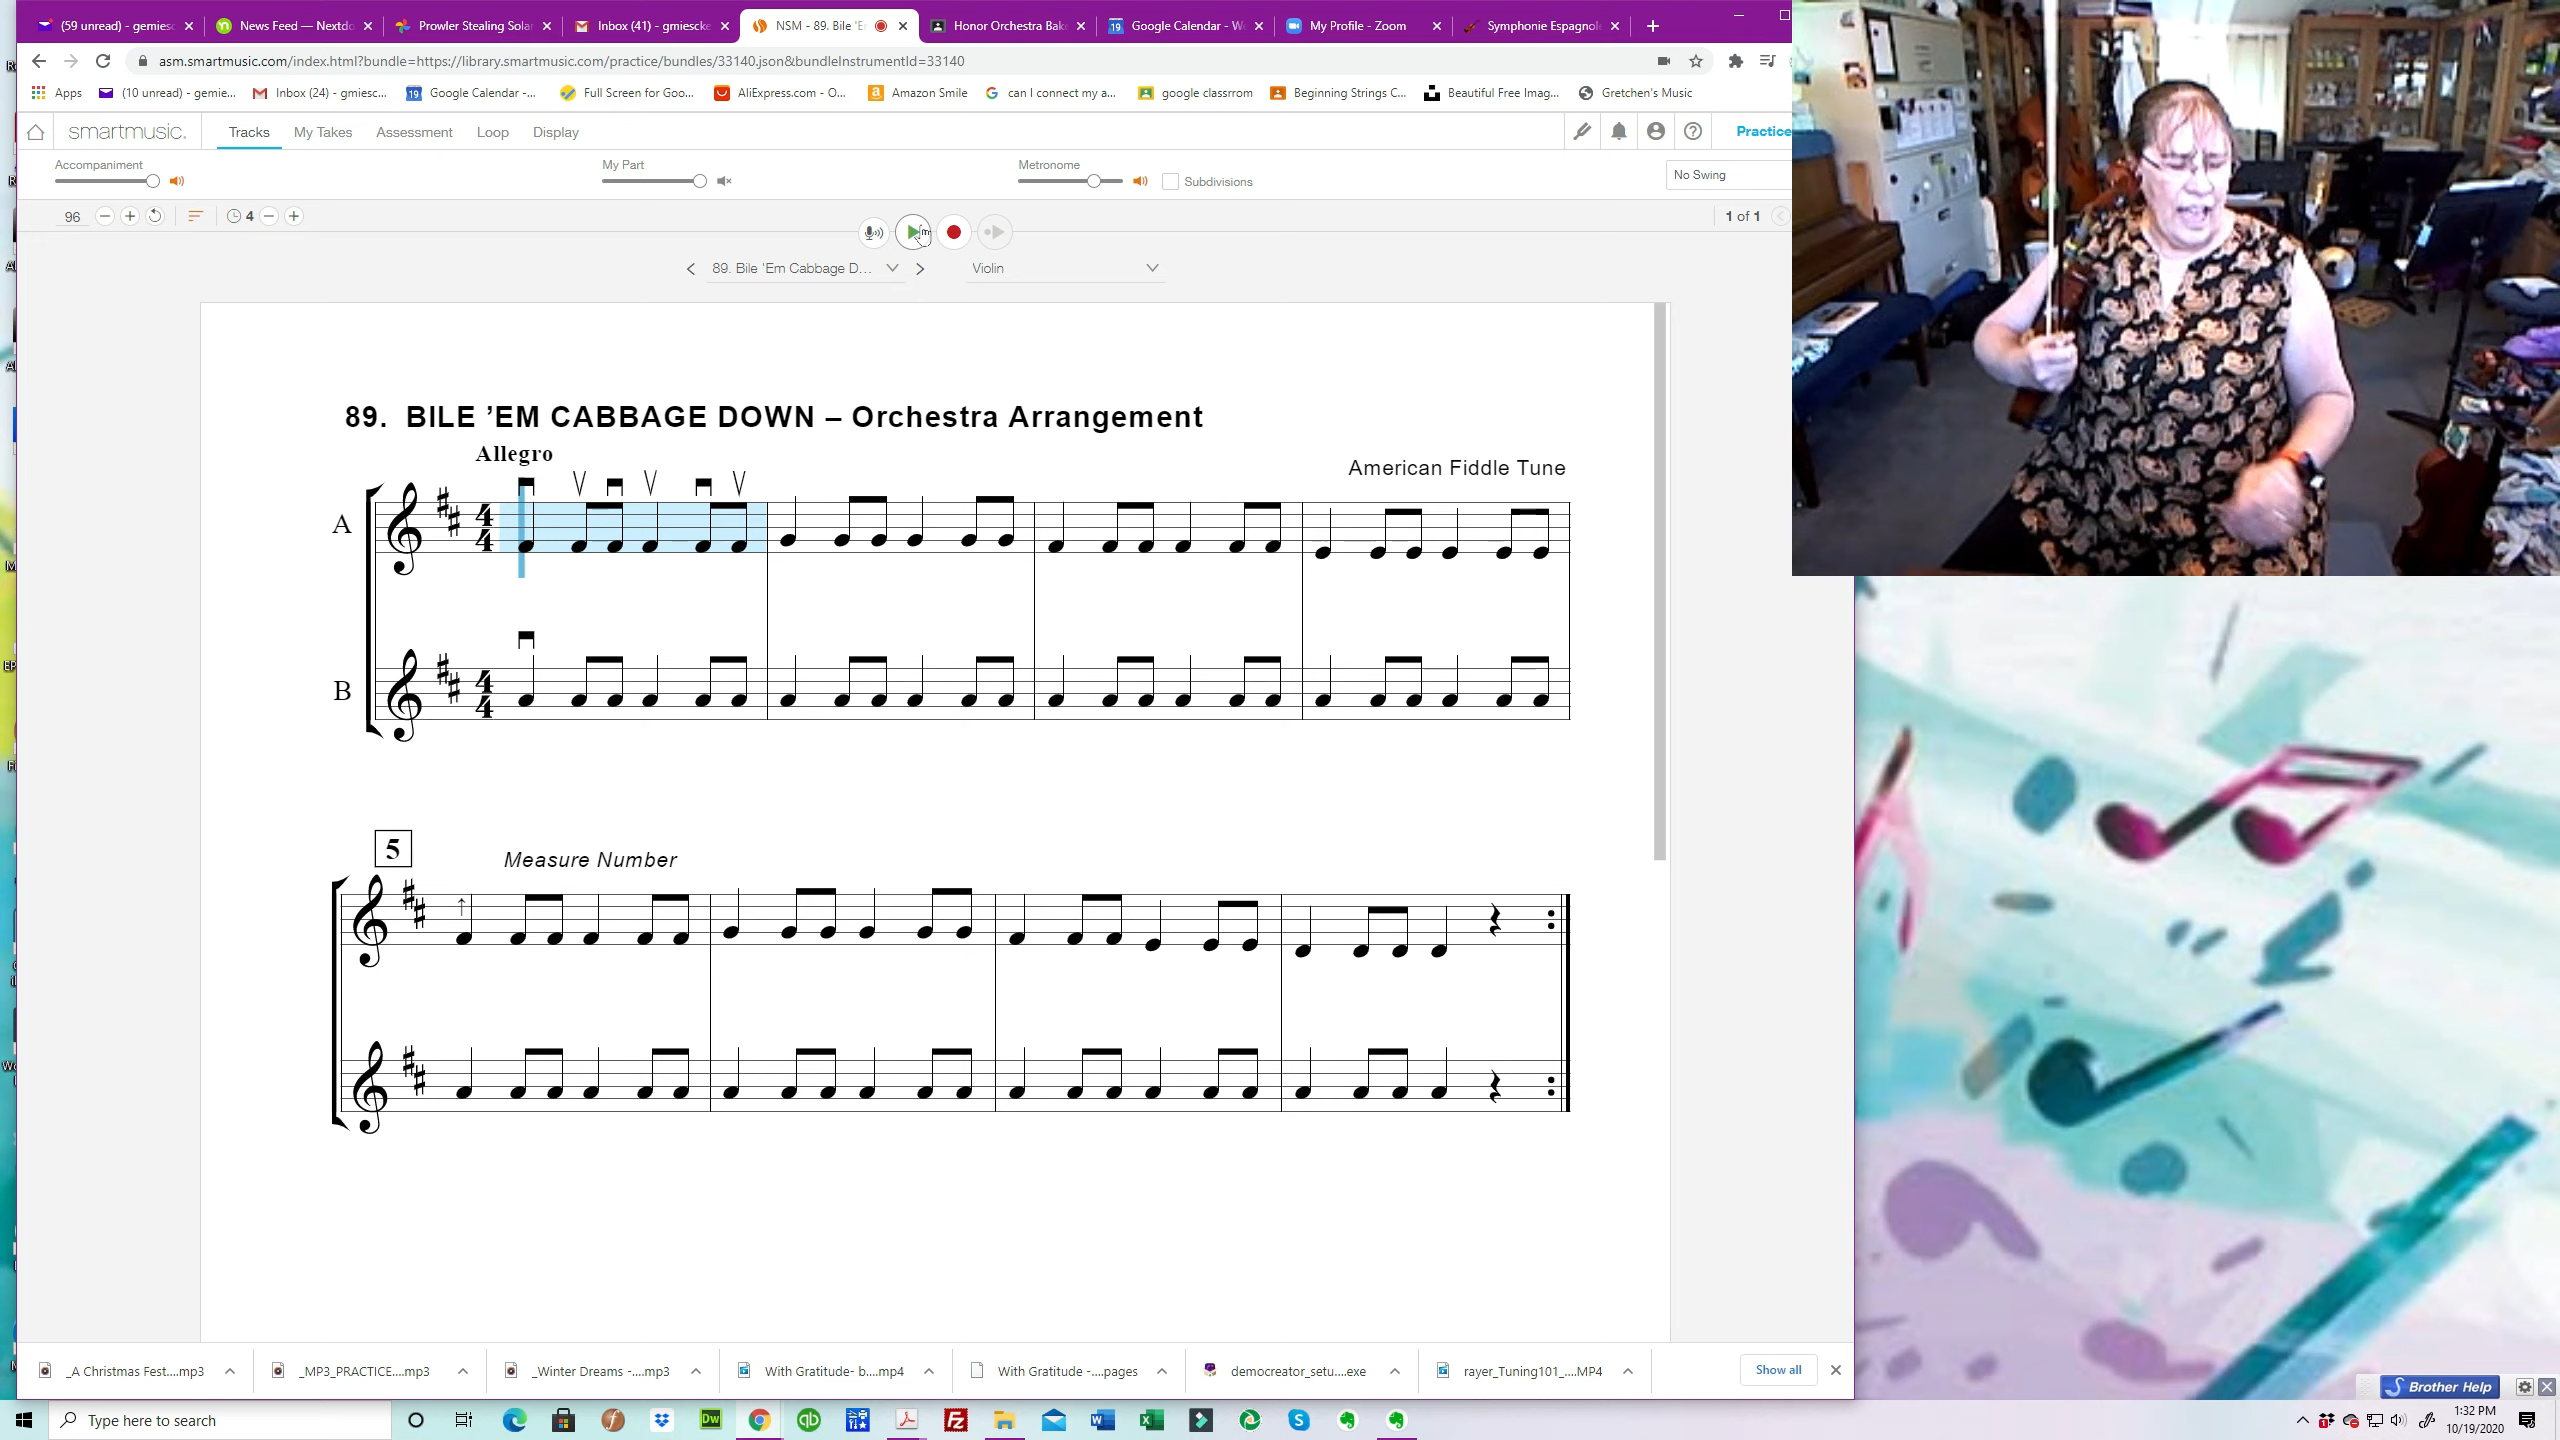 (59 unread) - gemiesc
News Feed — Nextdo
Prowler Stealing Sola
Inbox (41) - gmiescke
NSM - 89. Bile 'E
Honor Orchestra Bak
Google Calendar - W
My Profile - Zoom
Symphonie Espagnol
asm.smartmusic.com/index.html?bundle=https://library.smartmusic.com/practice/bundles/33140.json&bundleInstrumentId=33140
Apps
(10 unread) - gemie...
Inbox (24) - gmiesc...
Google Calendar -...
Full Screen for Goo...
AliExpress.com - O...
Amazon Smile
can I connect my a...
google classrrom
Beginning Strings C...
Beautiful Free Imag...
Gretchen's Music
smartmusic.
Tracks
My Takes
Assessment
Loop
Display
Practice
Accompaniment
My Part
Metronome
Subdivisions
No Swing
96
4
1 of 1
89. Bile 'Em Cabbage D...
Violin
89. BILE ’EM CABBAGE DOWN – Orchestra Arrangement
Allegro
American Fiddle Tune
A
4
4
B
4
4
5
Measure Number
_A Christmas Fest....mp3
_MP3_PRACTICE....mp3
_Winter Dreams -....mp3
With Gratitude- b....mp4
With Gratitude -....pages
democreator_setu....exe
rayer_Tuning101_....MP4
Show all
Brother Help
Type here to search
1:32 PM
10/19/2020